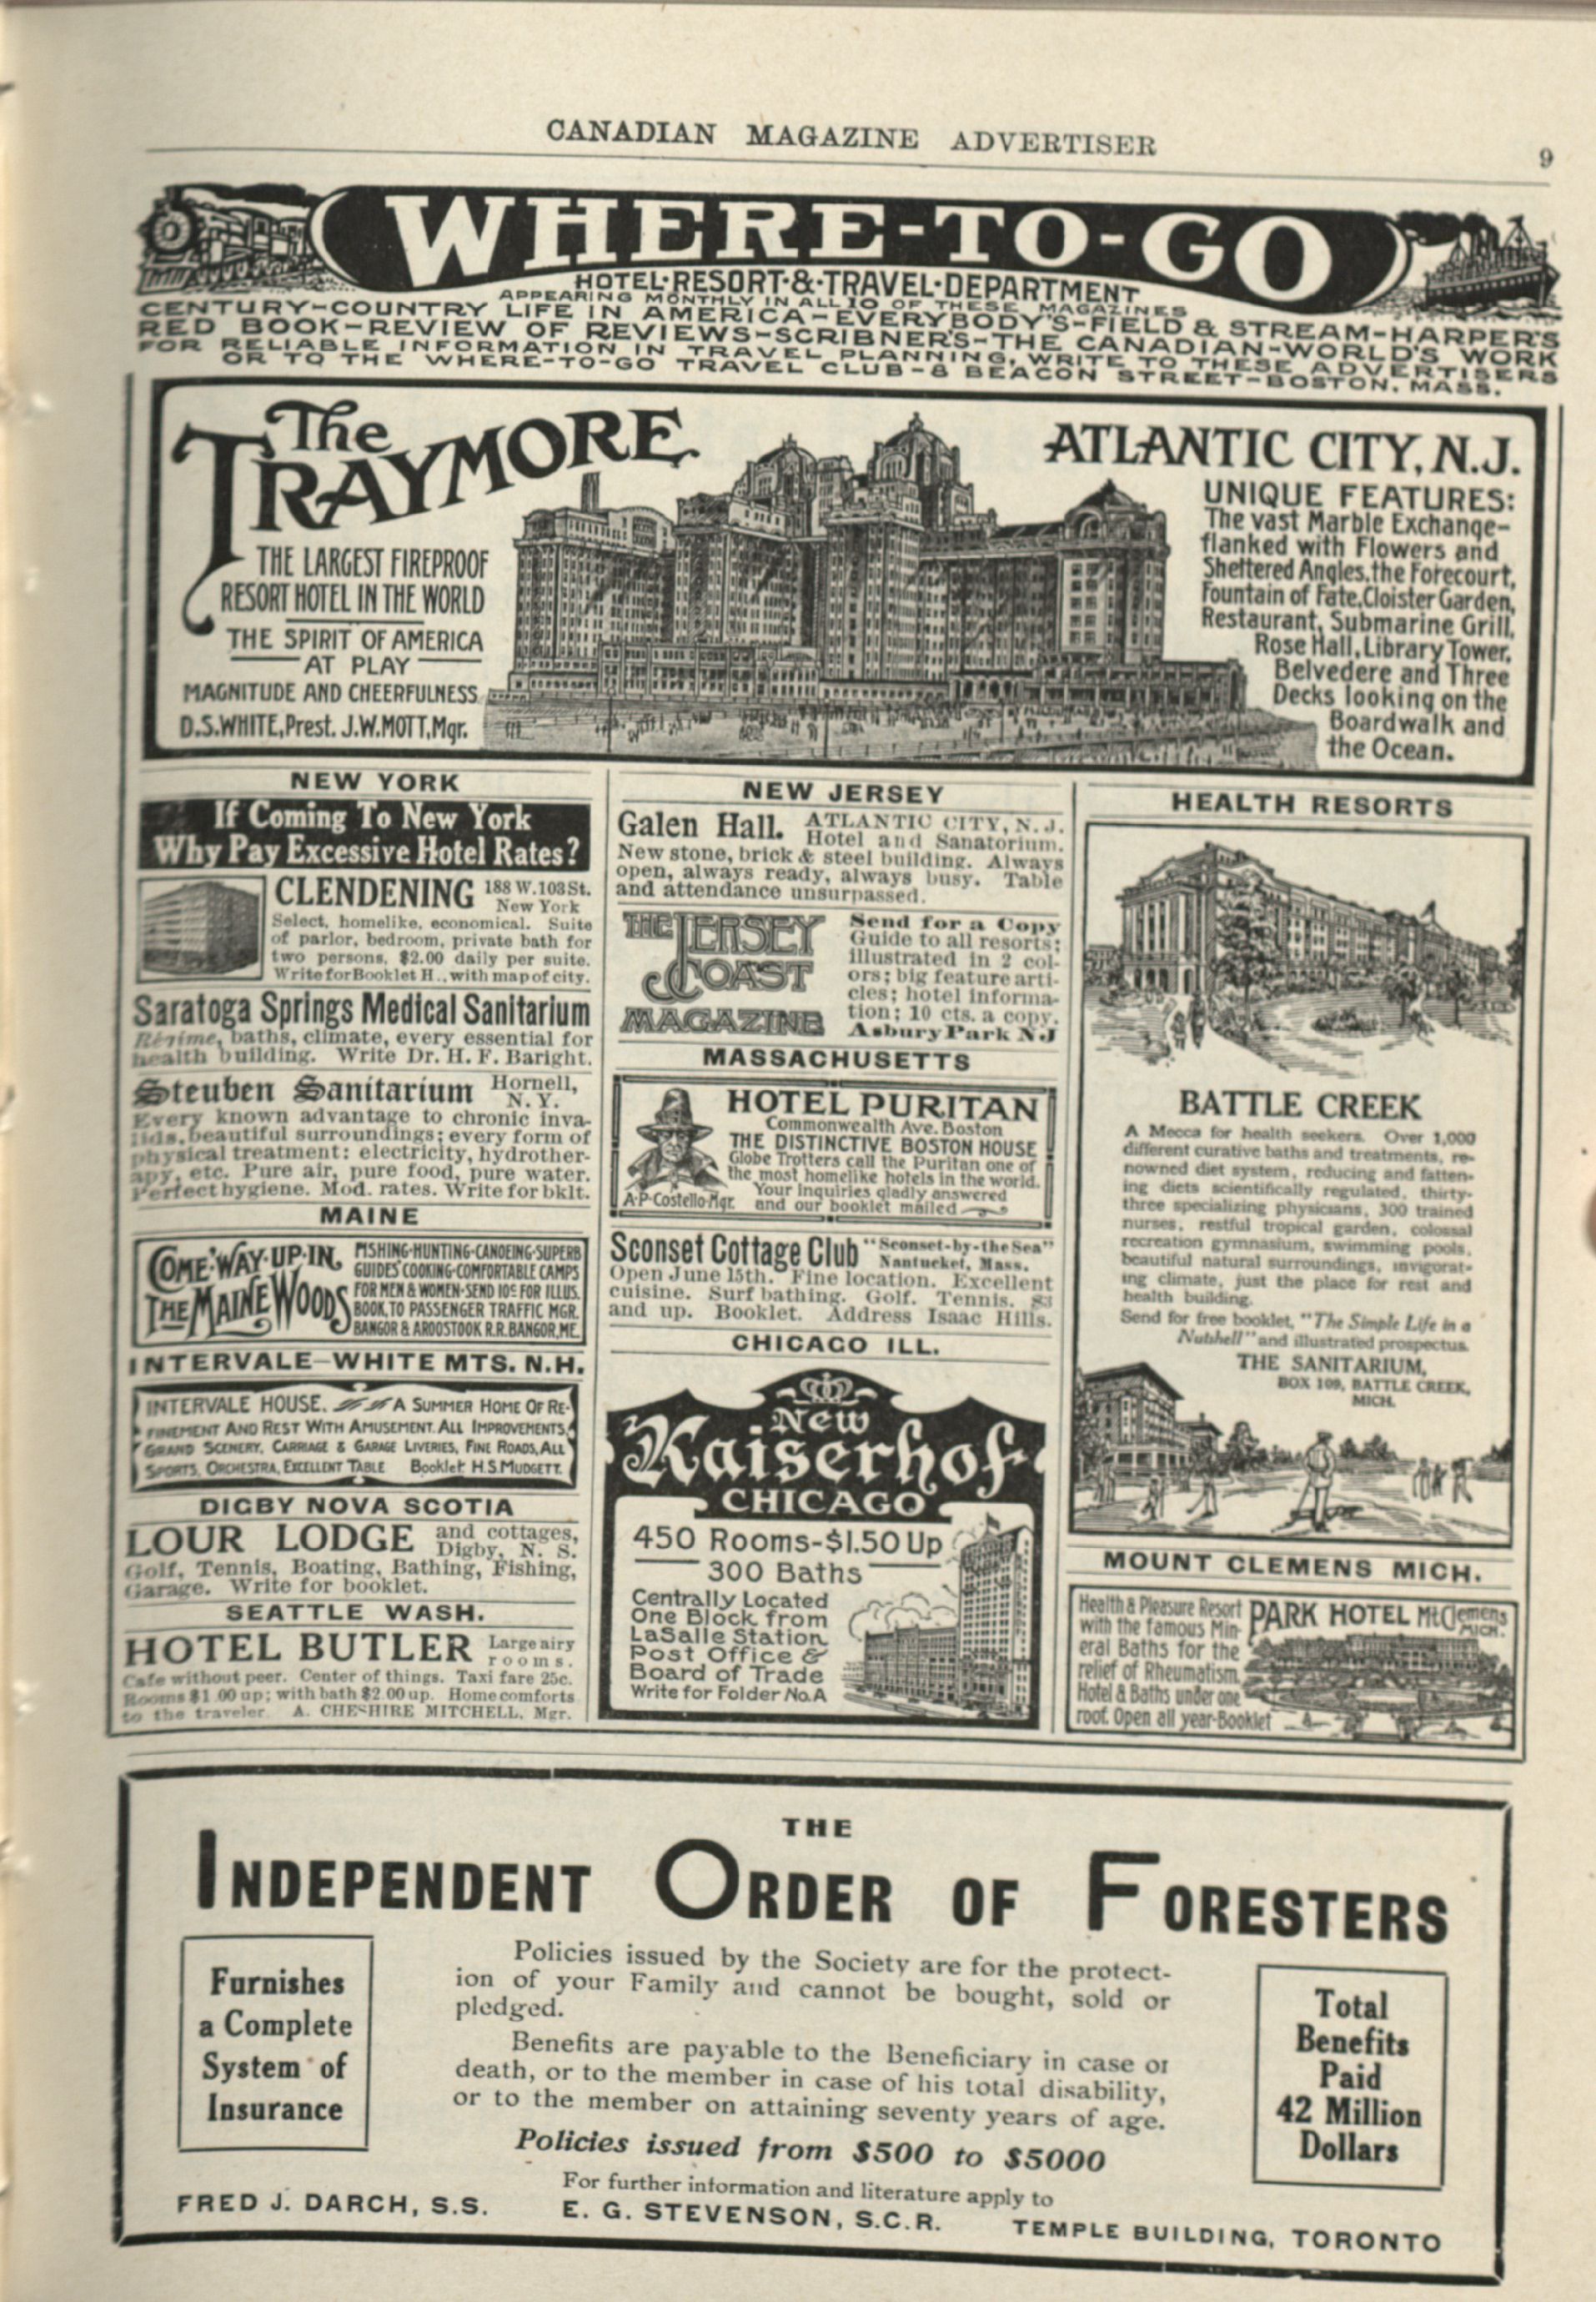 CANADIAN MAGAZINE ADVERTISER
9
WHERE-TO-GO
HOTEL·RESORT·&·TRAVEL·DEPARTMENT
APPEARING MONTHLY IN ALL 10 OF THESE MAGAZINES
CENTURY-COUNTRY LIFE IN AMERICA-EVERYBODY'S-FIELD & STREAM-HARPER'S
RED BOOK-REVIEW OF REVIEWS-SCRIBNER'S-THE CANADIAN-WORLD'S WORK
FOR RELIABLE INFORMATION IN TRAVEL PLANNING, WRITE TO THESE ADVERTISERS
OR TO THE WHERE-TO-GO TRAVEL CLUB-8 BEACON STREET-BOSTON, MASS.
The
TRAYMORE
THE LARGEST FIREPROOF
RESORT HOTEL IN THE WORLD
THE SPIRIT OF AMERICA
AT PLAY
MAGNITUDE AND CHEERFULNESS
D.S.WHITE, Prest. J.W.MOTT, Mgr.
ATLANTIC CITY, N.J.
UNIQUE FEATURES:
The vast Marble Exchange-
flanked with Flowers and
Sheltered Angles, the Forecourt,
Fountain of Fate, Cloister Garden,
Restaurant, Submarine Grill,
Rose Hall, Library Tower,
Belvedere and Three
Decks looking on the
Boardwalk and
the Ocean.
NEW YORK
If Coming To New York
Why Pay Excessive Hotel Rates?
CLENDENING 188 W. 103 St.
New York
Select, homelike, economical. Suite
of parlor, bedroom, private bath for
two persons, $2.00 daily per suite.
Write for Booklet H., with map of city.
Saratoga Springs Medical Sanitarium
Régime, baths, climate, every essential for
health building. Write Dr. H. F. Baright.
Steuben Sanitarium Hornell,
N. Y.
Every known advantage to chronic inva-
lids, beautiful surroundings; every form of
physical treatment: electricity, hydrother-
apy, etc. Pure air, pure food, pure water.
Perfect hygiene. Mod. rates. Write for bklt.
MAINE
COME·'WAY·UP·IN
THE MAINE WOODS
FISHING·HUNTING·CANOEING·SUPERB
GUIDES' COOKING·COMFORTABLE CAMPS
FOR MEN & WOMEN·SEND 10¢ FOR ILLUS.
BOOK, TO PASSENGER TRAFFIC MGR.
BANGOR & AROOSTOOK R.R. BANGOR, ME.
INTERVALE-WHITE MTS. N.H.
INTERVALE HOUSE. A SUMMER HOME OF RE-
FINEMENT AND REST WITH AMUSEMENT. ALL IMPROVEMENTS,
GRAND SCENERY, CARRIAGE & GARAGE LIVERIES, FINE ROADS, ALL
SPORTS, ORCHESTRA, EXCELLENT TABLE Booklet H.S. MUDGETT.
DIGBY NOVA SCOTIA
LOUR LODGE and cottages,
Digby, N. S.
Golf, Tennis, Boating, Bathing, Fishing,
Garage. Write for booklet.
SEATTLE WASH.
HOTEL BUTLER Large airy
rooms.
Cafe without peer. Center of things. Taxi fare 25c.
Rooms $1.00 up; with bath $2.00 up. Home comforts
to the traveler. A. CHESHIRE MITCHELL, Mgr.
NEW JERSEY
Galen Hall. ATLANTIC CITY, N. J.
Hotel and Sanatorium.
New stone, brick & steel building. Always
open, always ready, always busy. Table
and attendance unsurpassed.
THE JERSEY
COAST
MAGAZINE
Send for a Copy
Guide to all resorts;
illustrated in 2 col-
ors; big feature arti-
cles; hotel informa-
tion; 10 cts. a copy.
Asbury Park N J
MASSACHUSETTS
HOTEL PURITAN
Commonwealth Ave. Boston
THE DISTINCTIVE BOSTON HOUSE
Globe Trotters call the Puritan one of
the most homelike hotels in the world.
Your inquiries gladly answered
A·P·Costello·Mgr. and our booklet mailed
Sconset Cottage Club "Sconset-by-the Sea"
Nantucket, Mass.
Open June 15th. Fine location. Excellent
cuisine. Surf bathing. Golf. Tennis. $3
and up. Booklet. Address Isaac Hills.
CHICAGO ILL.
New
Kaiserhof
CHICAGO
450 Rooms-$1.50 Up
300 Baths
Centrally Located
One Block from
LaSalle Station,
Post Office &
Board of Trade
Write for Folder No. A
HEALTH RESORTS
BATTLE CREEK
A Mecca for health seekers. Over 1,000
different curative baths and treatments, re-
nowned diet system, reducing and fatten-
ing diets scientifically regulated, thirty-
three specializing physicians, 300 trained
nurses, restful tropical garden, colossal
recreation gymnasium, swimming pools,
beautiful natural surroundings, invigorat-
ing climate, just the place for rest and
health building.
Send for free booklet, "The Simple Life in a
Nutshell" and illustrated prospectus.
THE SANITARIUM,
BOX 109, BATTLE CREEK,
MICH.
MOUNT CLEMENS MICH.
Health & Pleasure Resort
with the famous Min-
eral Baths for the
relief of Rheumatism.
Hotel & Baths under one
roof. Open all year-Booklet
PARK HOTEL Mt Clemens
MICH.
THE
INDEPENDENT ORDER OF FORESTERS
Furnishes
a Complete
System of
Insurance
Policies issued by the Society are for the protect-
ion of your Family and cannot be bought, sold or
pledged.
Benefits are payable to the Beneficiary in case of
death, or to the member in case of his total disability,
or to the member on attaining seventy years of age.
Policies issued from $500 to $5000
For further information and literature apply to
Total
Benefits
Paid
42 Million
Dollars
FRED J. DARCH, S.S. E. G. STEVENSON, S.C.R. TEMPLE BUILDING, TORONTO